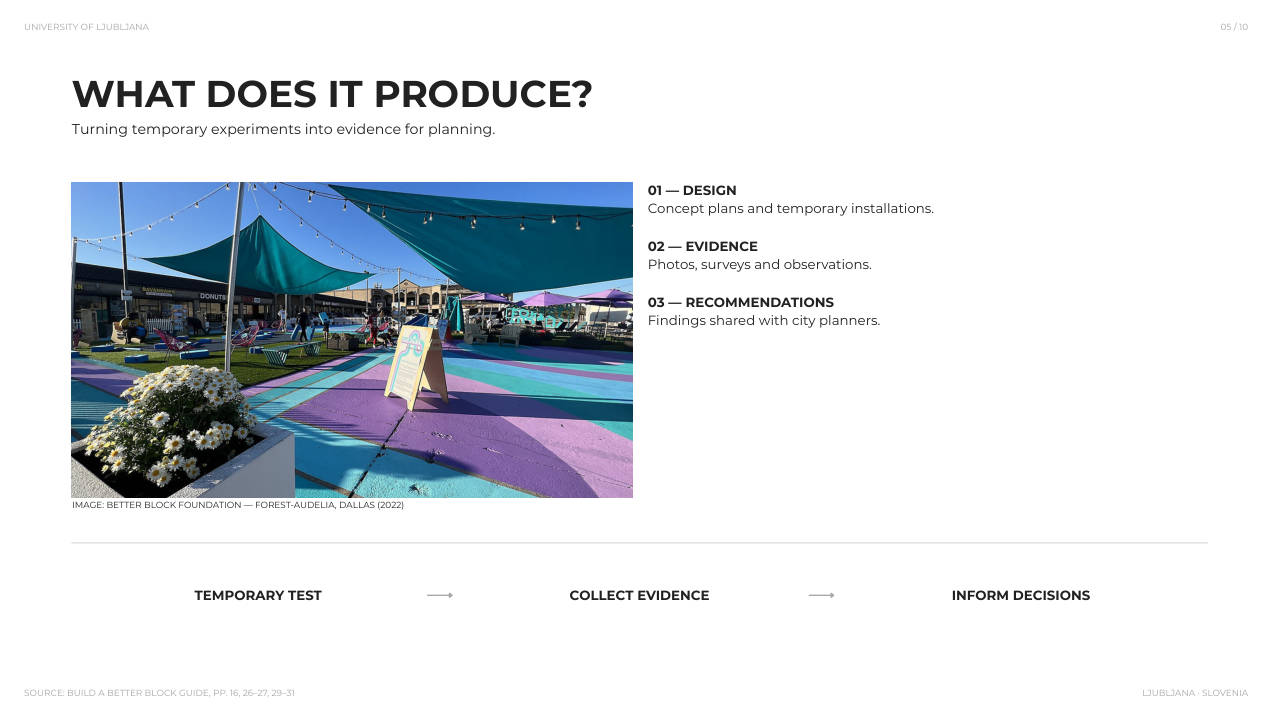 UNIVERSITY OF LJUBLJANA
05 / 10
WHAT DOES IT PRODUCE?
Turning temporary experiments into evidence for planning.
DONUTS
01 — DESIGN
Concept plans and temporary installations.
02 — EVIDENCE
Photos, surveys and observations.
03 — RECOMMENDATIONS
Findings shared with city planners.
IMAGE: BETTER BLOCK FOUNDATION — FOREST-AUDELIA, DALLAS (2022)
TEMPORARY TEST
COLLECT EVIDENCE
INFORM DECISIONS
SOURCE: BUILD A BETTER BLOCK GUIDE, PP. 16, 26–27, 29–31
LJUBLJANA · SLOVENIA